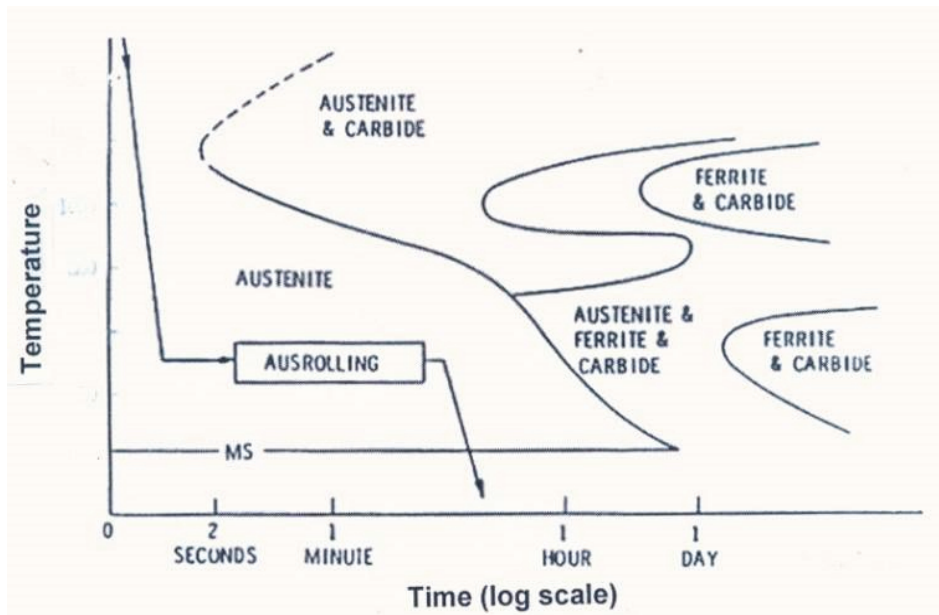 AUSTENITE
& CARBIDE
FERRITE
& CARBIDE
Temperature
AUSTENITE
AUSTENITE &
FERRITE &
CARBIDE
FERRITE
& CARBIDE
AUSROLLING
MS
0
2
SECONDS
1
MINUIE
1
HOUR
1
DAY
Time (log scale)